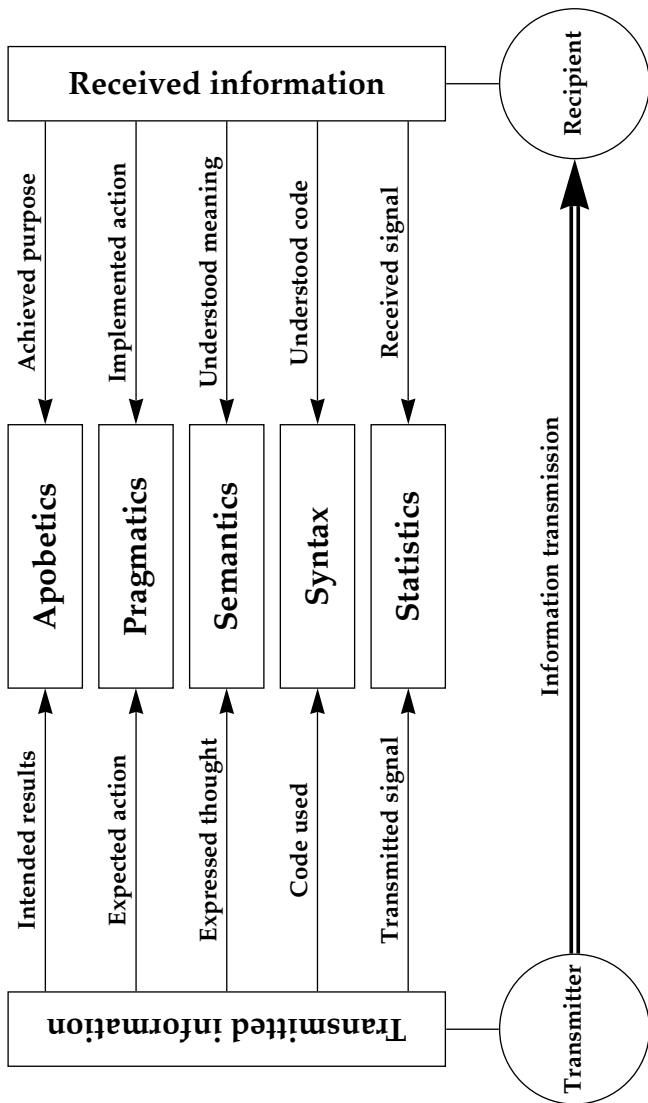 Received information
Recipient
Achieved purpose
Implemented action
Understood meaning
Understood code
Received signal
Apobetics
Pragmatics
Semantics
Syntax
Statistics
Information transmission
Intended results
Expected action
Expressed thought
Code used
Transmitted signal
Transmitted information
Transmitter